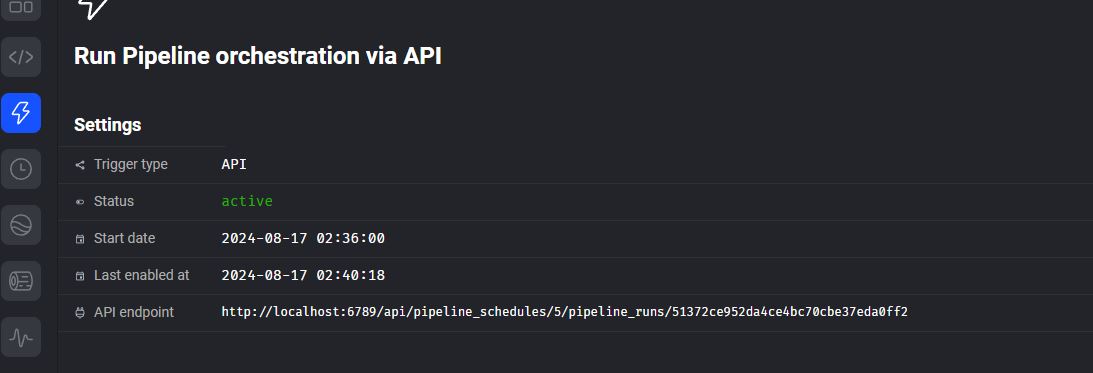 Run Pipeline orchestration via API
Settings
Trigger type API
Status active
Start date 2024-08-17 02:36:00
Last enabled at 2024-08-17 02:40:18
API endpoint http://localhost:6789/api/pipeline_schedules/5/pipeline_runs/51372ce952da4ce4bc70cbe37eda0ff2